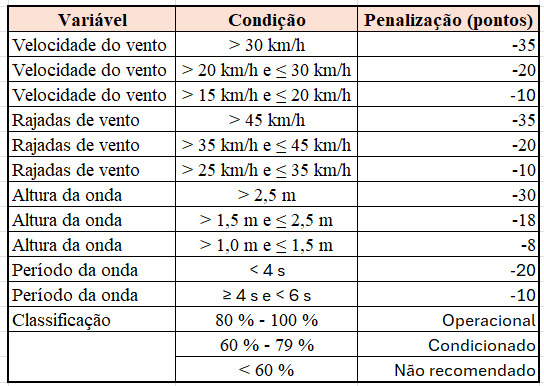 Variável Condição Penalização (pontos)
Velocidade do vento > 30 km/h -35
Velocidade do vento > 20 km/h e ≤ 30 km/h -20
Velocidade do vento > 15 km/h e ≤ 20 km/h -10
Rajadas de vento > 45 km/h -35
Rajadas de vento > 35 km/h e ≤ 45 km/h -20
Rajadas de vento > 25 km/h e ≤ 35 km/h -10
Altura da onda > 2,5 m -30
Altura da onda > 1,5 m e ≤ 2,5 m -18
Altura da onda > 1,0 m e ≤ 1,5 m -8
Período da onda < 4 s -20
Período da onda ≥ 4 s e < 6 s -10
Classificação 80 % - 100 % Operacional
60 % - 79 % Condicionado
< 60 % Não recomendado